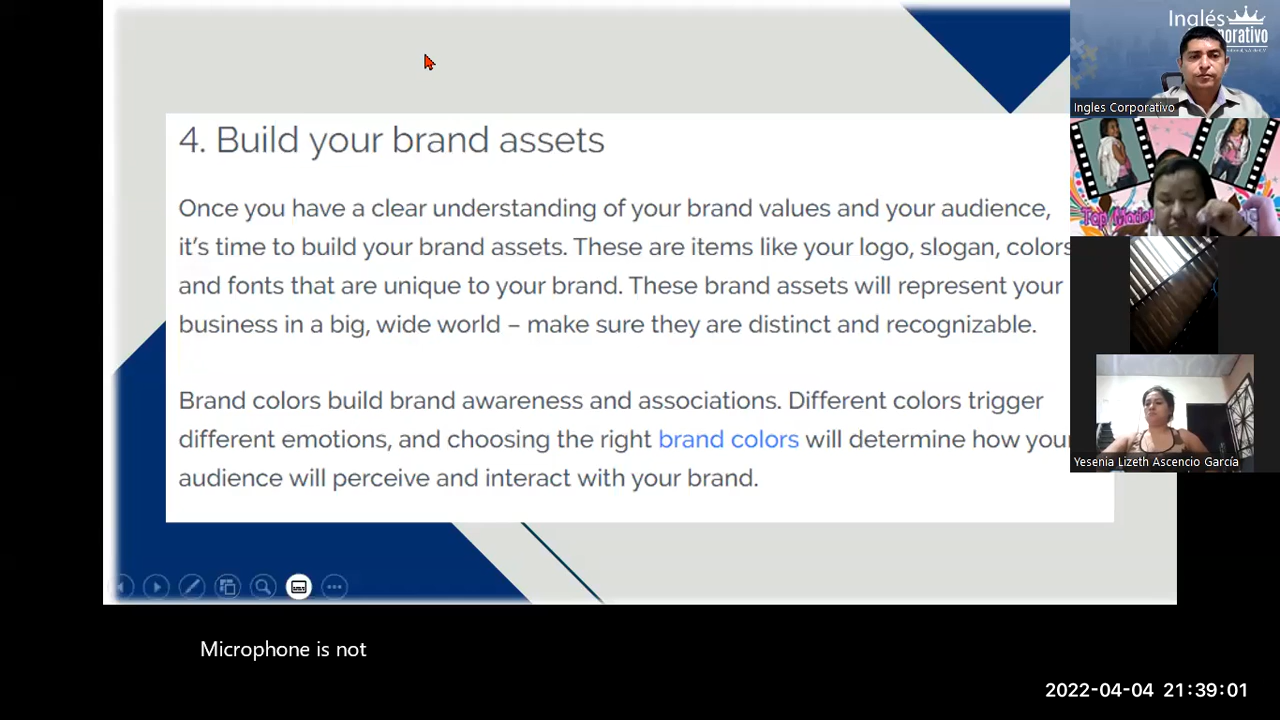 4. Build your brand assets
Once you have a clear understanding of your brand values and your audience,
it's time to build your brand assets. These are items like your logo, slogan, colors
and fonts that are unique to your brand. These brand assets will represent your
business in a big, wide world – make sure they are distinct and recognizable.
Brand colors build brand awareness and associations. Different colors trigger
different emotions, and choosing the right brand colors will determine how your
audience will perceive and interact with your brand.
Inglés
Ingles Corporativo
Yesenia Lizeth Ascencio García
Microphone is not
2022-04-04 21:39:01